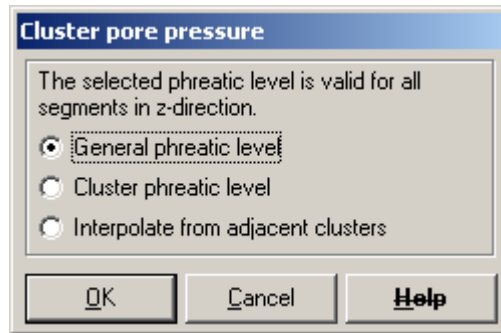 Cluster pore pressure
The selected phreatic level is valid for all
segments in z-direction.
General phreatic level
Cluster phreatic level
Interpolate from adjacent clusters
OK
Cancel
Help